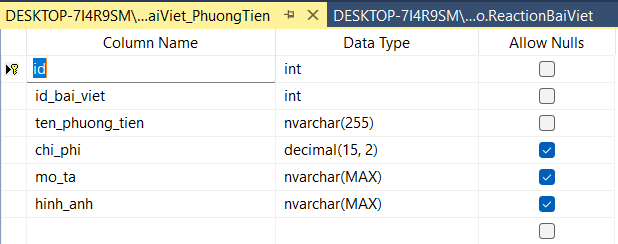 DESKTOP-7I4R9SM\...aiViet_PhuongTien DESKTOP-7I4R9SM\...o.ReactionBaiViet
Column Name Data Type Allow Nulls
id int
id_bai_viet int
ten_phuong_tien nvarchar(255)
chi_phi decimal(15, 2)
mo_ta nvarchar(MAX)
hinh_anh nvarchar(MAX)